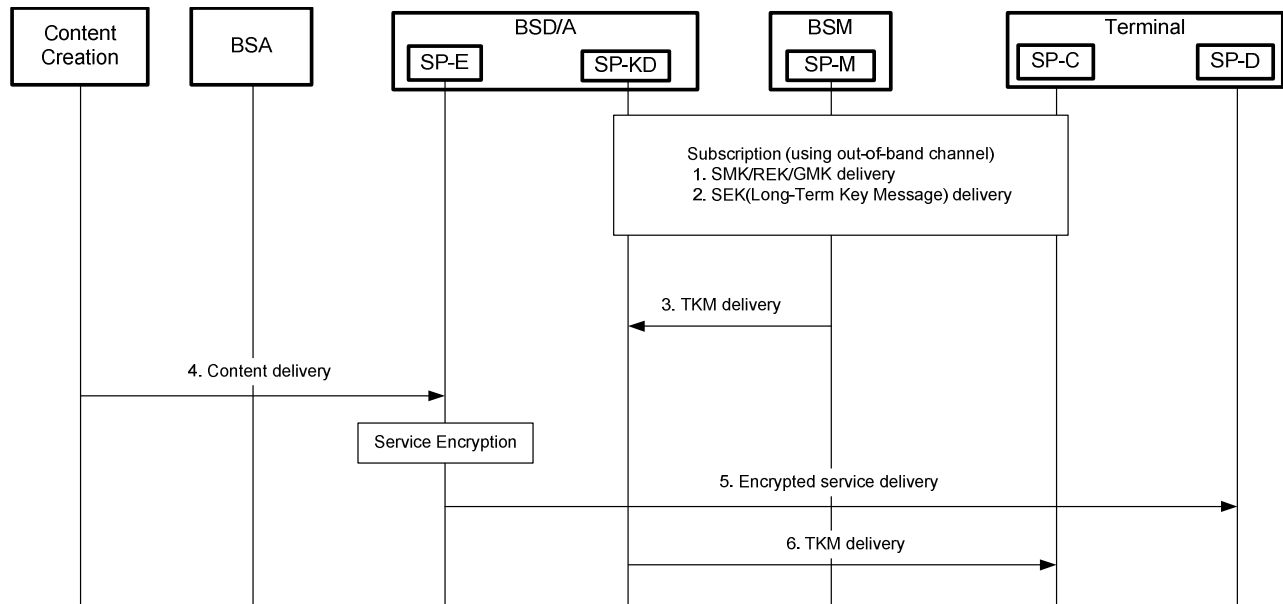 Content
Creation
BSA
BSD/A
SP-E
SP-KD
BSM
SP-M
Terminal
SP-C
SP-D
Subscription (using out-of-band channel)
1. SMK/REK/GMK delivery
2. SEK(Long-Term Key Message) delivery
3. TKM delivery
4. Content delivery
Service Encryption
5. Encrypted service delivery
6. TKM delivery